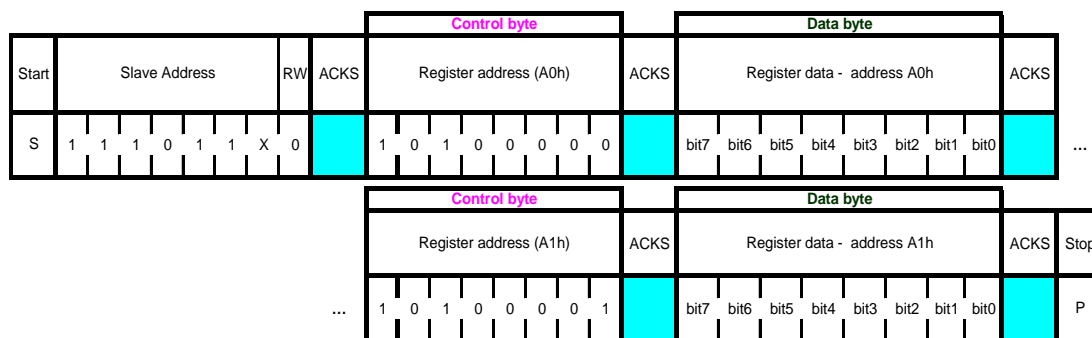 Control byte Data byte
Start Slave Address RW ACKS Register address (A0h) ACKS Register data - address A0h ACKS
S 1 1 1 0 1 1 X 0 1 0 1 0 0 0 0 0 bit7 bit6 bit5 bit4 bit3 bit2 bit1 bit0 ...
Control byte Data byte
Register address (A1h) ACKS Register data - address A1h ACKS Stop
... 1 0 1 0 0 0 0 1 bit7 bit6 bit5 bit4 bit3 bit2 bit1 bit0 P